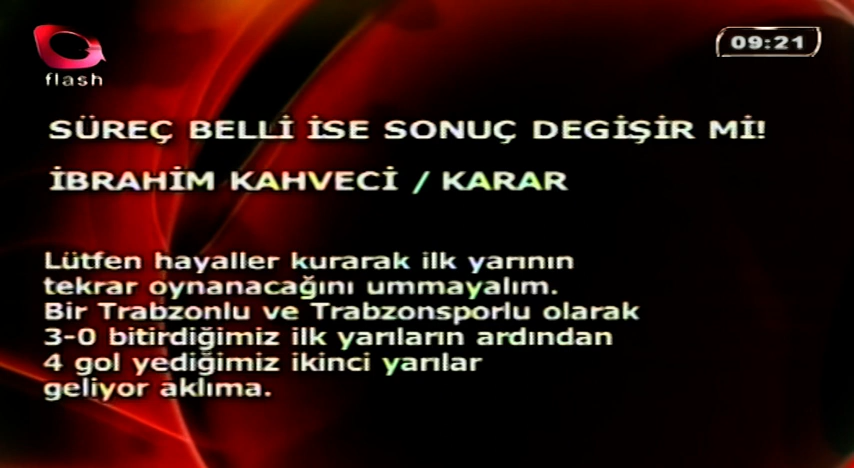 flash
09:21
SÜREÇ BELLİ İSE SONUÇ DEGİŞİR Mİ!
İBRAHİM KAHVECİ / KARAR
Lütfen hayaller kurarak ilk yarının
tekrar oynanacağını ummayalım.
Bir Trabzonlu ve Trabzonsporlu olarak
3-0 bitirdiğimiz ilk yarıların ardından
4 gol yediğimiz ikinci yarılar
geliyor aklıma.